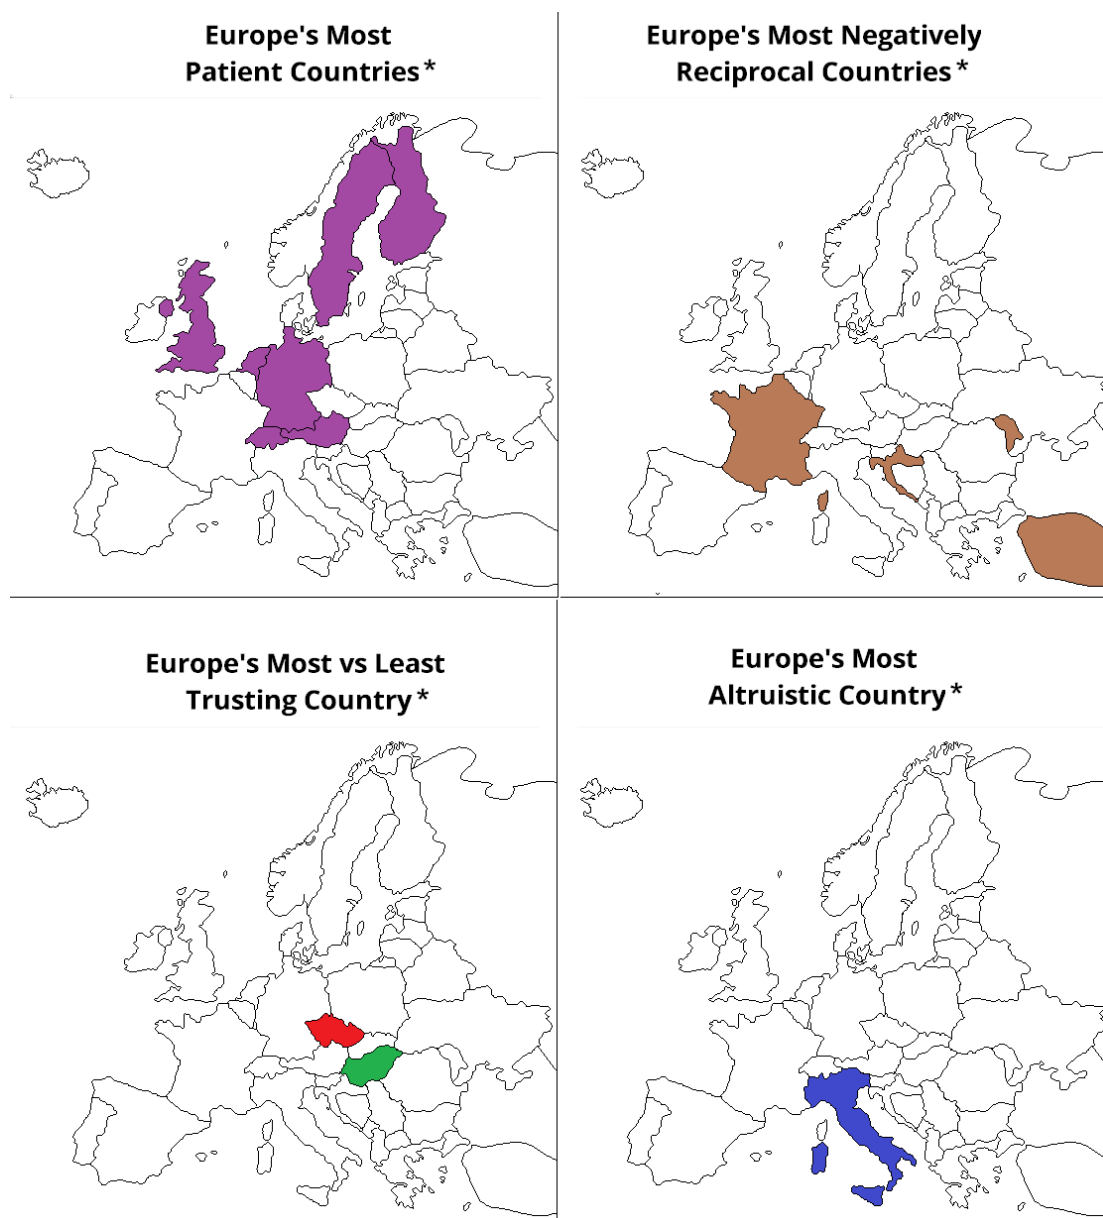 Europe's Most
Patient Countries*
Europe's Most Negatively
Reciprocal Countries*
Europe's Most vs Least
Trusting Country*
Europe's Most
Altruistic Country*